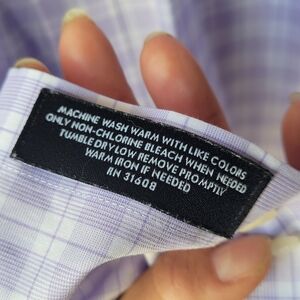 MACHINE WASH WARM WITH LIKE COLORS
ONLY NON-CHLORINE BLEACH WHEN NEEDED
TUMBLE DRY LOW REMOVE PROMPTLY
WARM IRON IF NEEDED
RN 31608